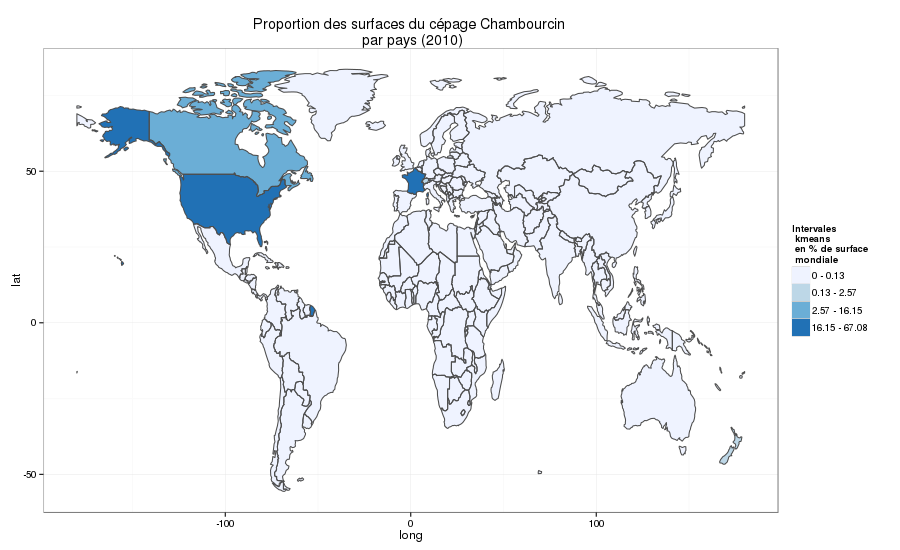 Proportion des surfaces du cépage Chambourcin
par pays (2010)
50
0
-50
lat
-100
0
100
long
Intervales
kmeans
en % de surface
mondiale
0 - 0.13
0.13 - 2.57
2.57 - 16.15
16.15 - 67.08